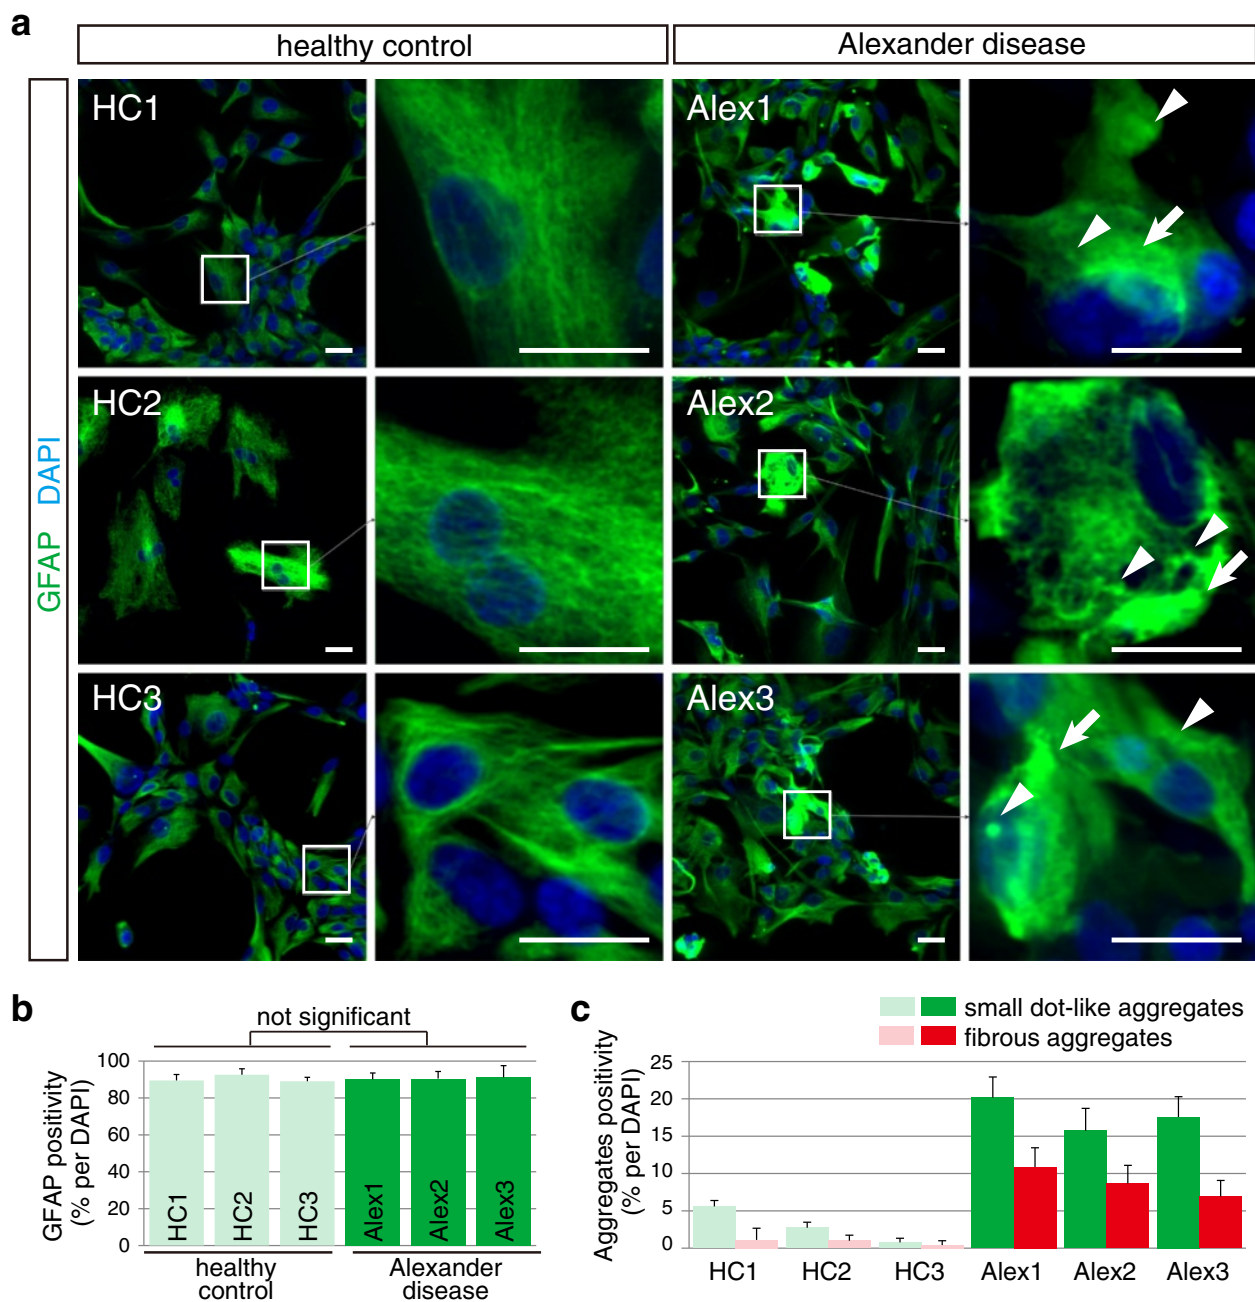 a
healthy control
Alexander disease
GFAP DAPI
HC1
Alex1
HC2
Alex2
HC3
Alex3
b
not significant
GFAP positivity
(% per DAPI)
100
80
60
40
20
0
HC1
HC2
HC3
Alex1
Alex2
Alex3
healthy
control
Alexander
disease
c
small dot-like aggregates
fibrous aggregates
Aggregates positivity
(% per DAPI)
25
20
15
10
5
0
HC1
HC2
HC3
Alex1
Alex2
Alex3